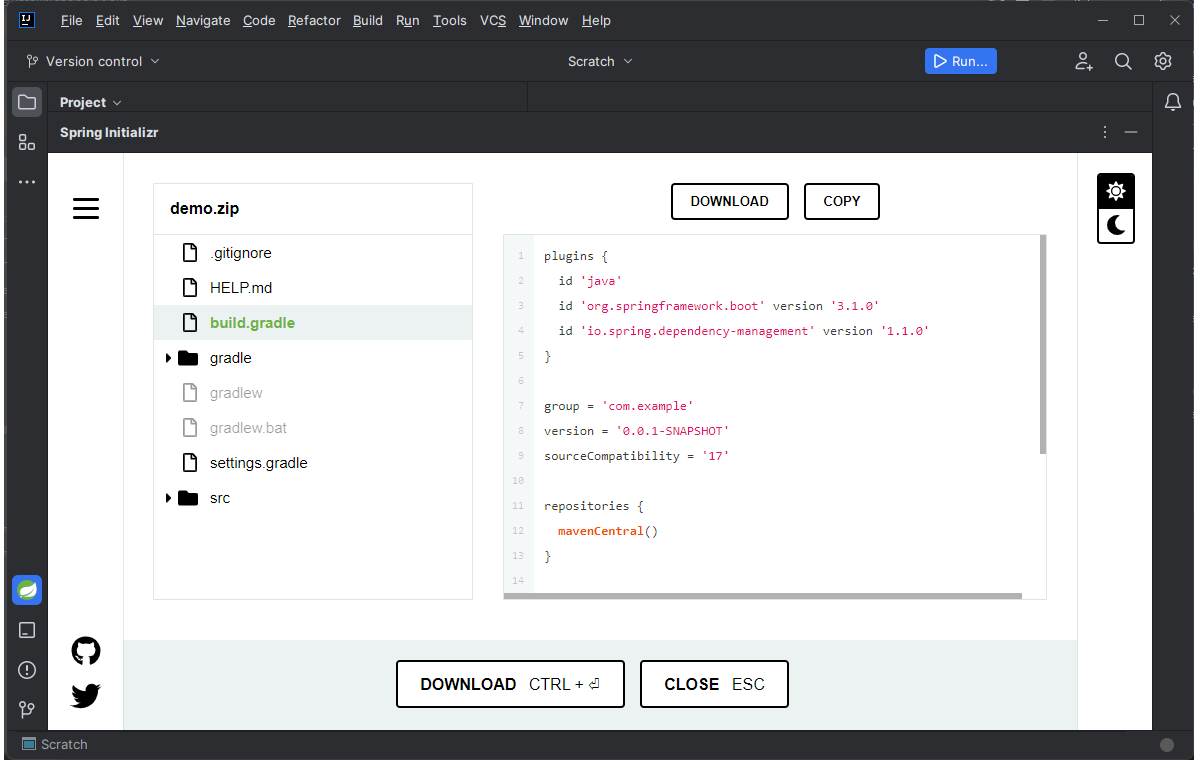 IJ
File Edit View Navigate Code Refactor Build Run Tools VCS Window Help
Version control Scratch Run...
Project
Spring Initializr
demo.zip
.gitignore
HELP.md
build.gradle
gradle
gradlew
gradlew.bat
settings.gradle
src
DOWNLOAD COPY
1 plugins {
2 id 'java'
3 id 'org.springframework.boot' version '3.1.0'
4 id 'io.spring.dependency-management' version '1.1.0'
5 }
6
7 group = 'com.example'
8 version = '0.0.1-SNAPSHOT'
9 sourceCompatibility = '17'
10
11 repositories {
12 mavenCentral()
13 }
14
DOWNLOAD CTRL + ⏎ CLOSE ESC
Scratch